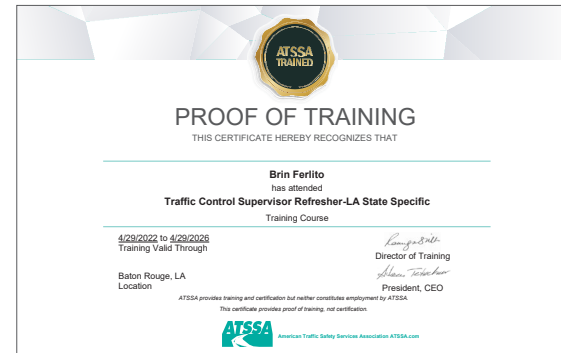 ATSSA
TRAINED
PROOF OF TRAINING
THIS CERTIFICATE HEREBY RECOGNIZES THAT
Brin Ferlito
has attended
Traffic Control Supervisor Refresher-LA State Specific
Training Course
4/29/2022 to 4/29/2026
Training Valid Through
Director of Training
Baton Rouge, LA
Location
President, CEO
ATSSA provides training and certification but neither constitutes employment by ATSSA.
This certificate provides proof of training, not certification.
ATSSA
American Traffic Safety Services Association ATSSA.com